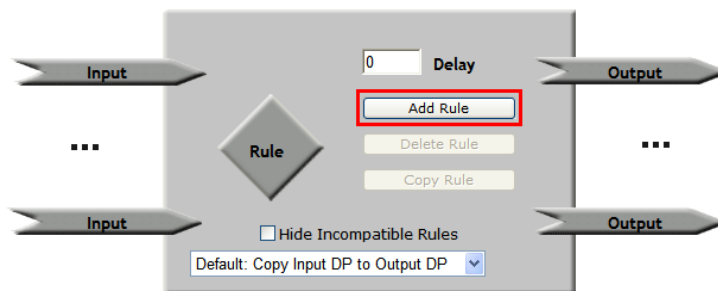 0 Delay
Input
Output
Add Rule
...
...
Delete Rule
Rule
Copy Rule
Input
Output
Hide Incompatible Rules
Default: Copy Input DP to Output DP